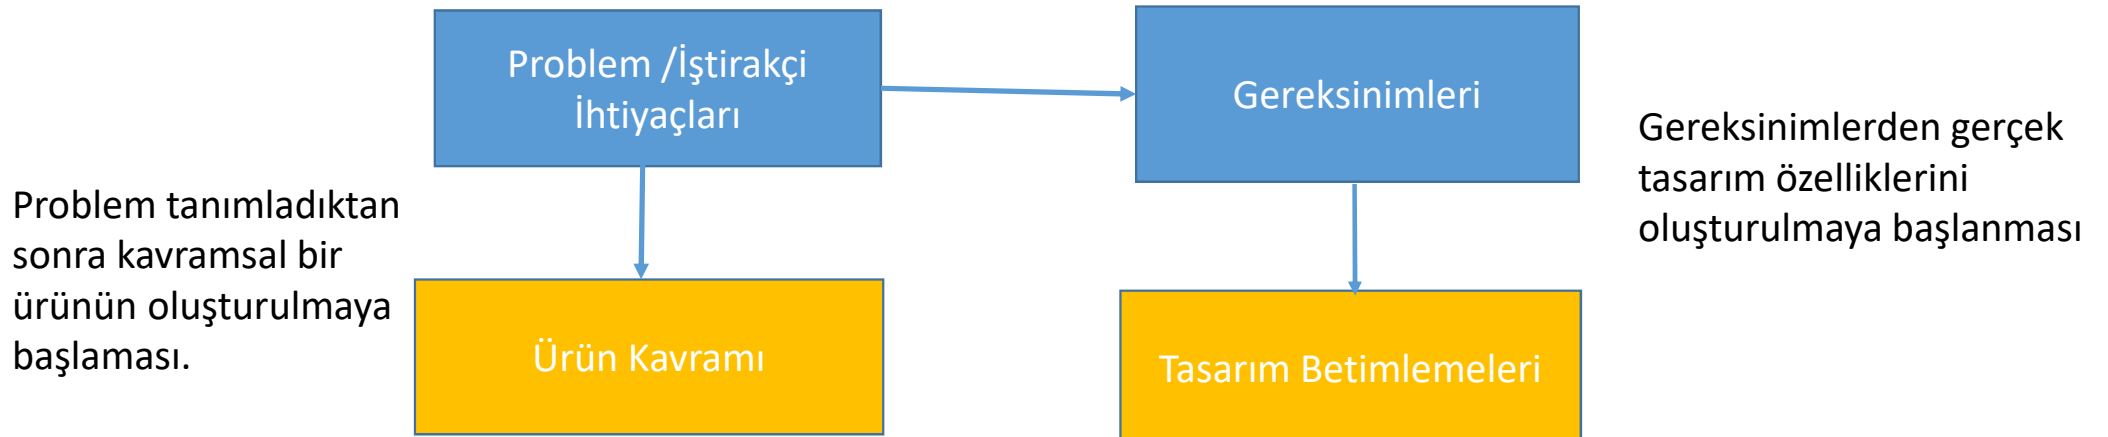 Problem /İştirakçi
İhtiyaçları
Gereksinimleri
Problem tanımladıktan
sonra kavramsal bir
ürünün oluşturulmaya
başlaması.
Gereksinimlerden gerçek
tasarım özelliklerini
oluşturulmaya başlanması
Ürün Kavramı
Tasarım Betimlemeleri